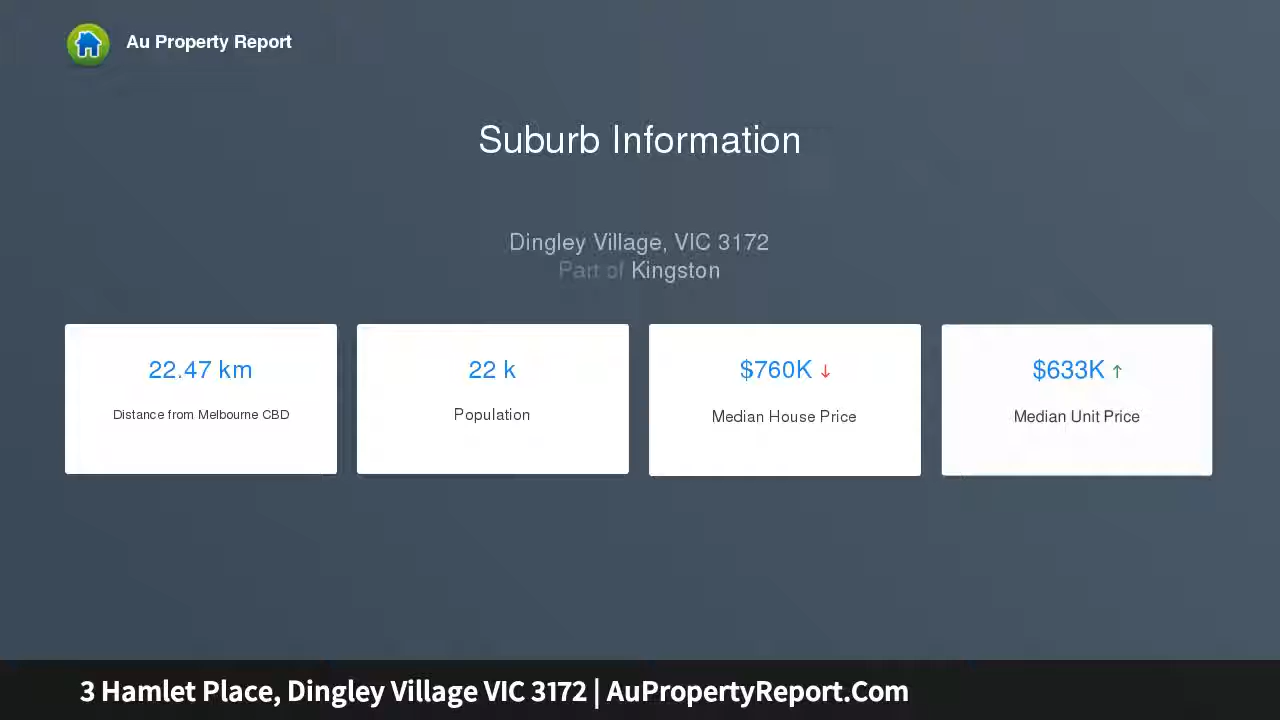 Au Property Report
Suburb Information
Dingley Village, VIC 3172
Part of Kingston
22.47 km
Distance from Melbourne CBD
22 k
Population
$760K ↓
Median House Price
$633K ↑
Median Unit Price
3 Hamlet Place, Dingley Village VIC 3172 | AuPropertyReport.Com